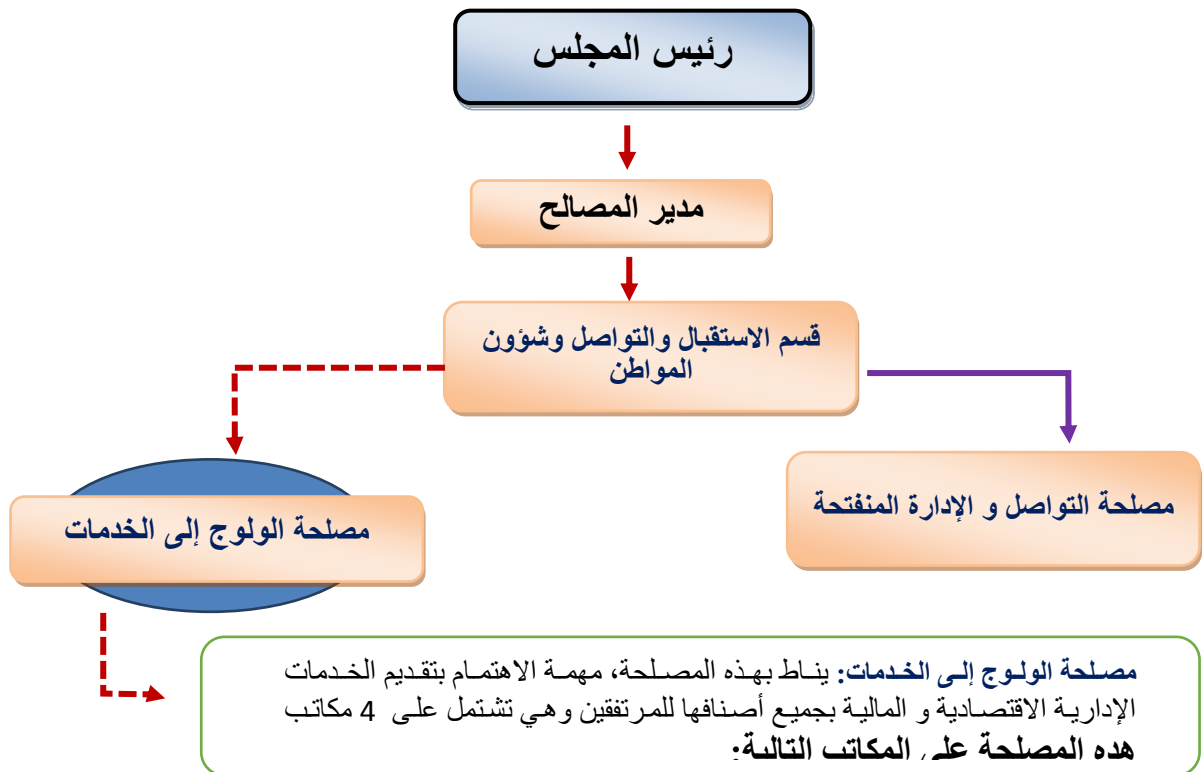 رئيس المجلس
مدير المصالح
قسم الاستقبال والتواصل وشؤون
المواطن
مصلحة التواصل و الإدارة المنفتحة
مصلحة الولوج إلى الخدمات
مصلحة الولوج إلى الخدمات: يناط بهذه المصلحة، مهمة الاهتمام بتقديم الخدمات
الإدارية الاقتصادية و المالية بجميع أصنافها للمرتفقين وهي تشتمل على 4 مكاتب
هده المصلحة على المكاتب التالية: